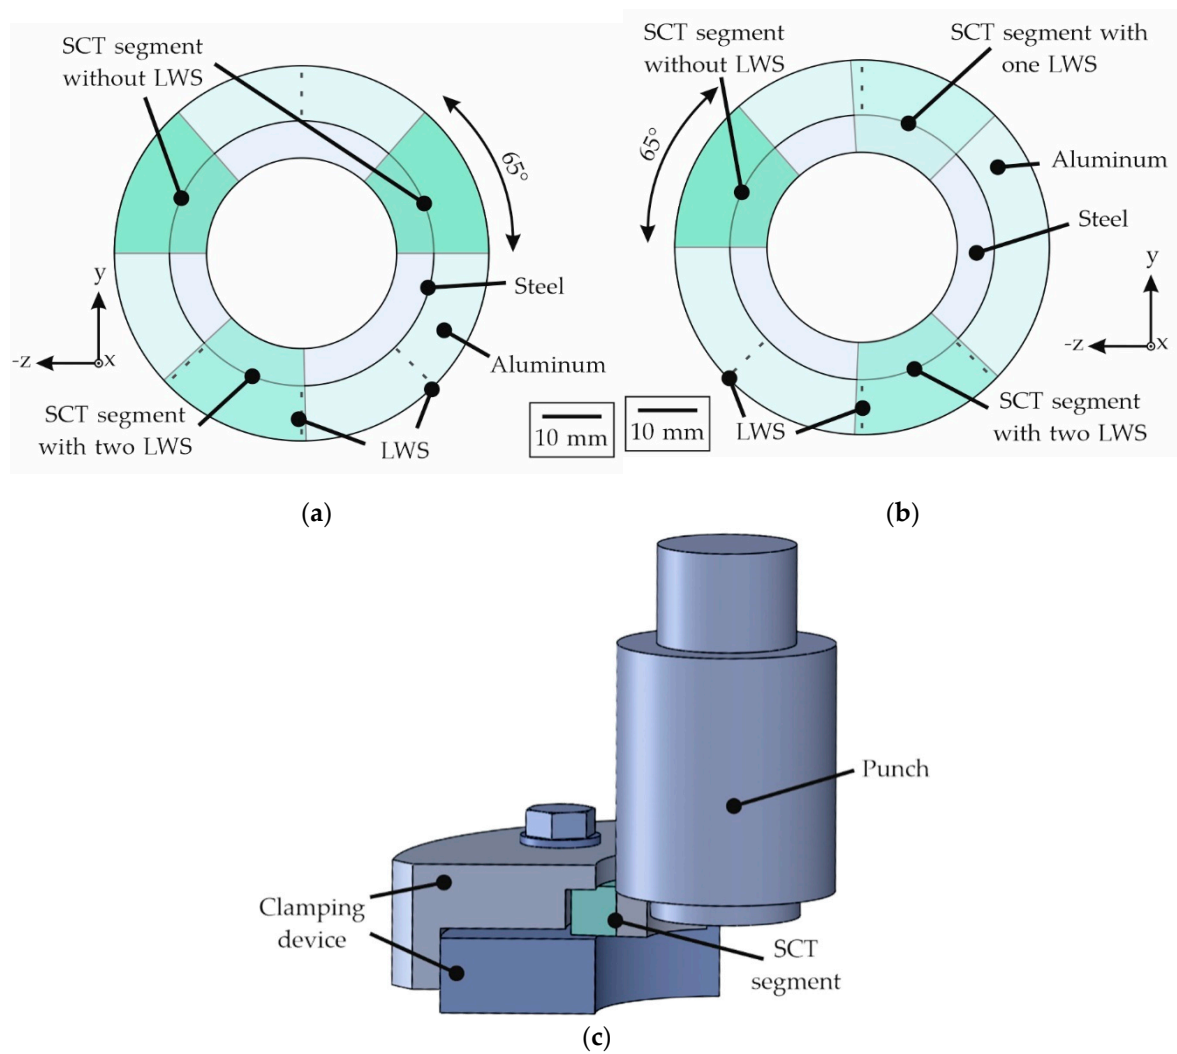 SCT segment
without LWS
65°
Steel
Aluminum
y
-z
x
SCT segment
with two LWS
LWS
10 mm
(a)
SCT segment
without LWS
SCT segment with
one LWS
65°
Aluminum
Steel
y
-z
x
LWS
SCT segment
with two LWS
10 mm
(b)
Punch
Clamping
device
SCT
segment
(c)